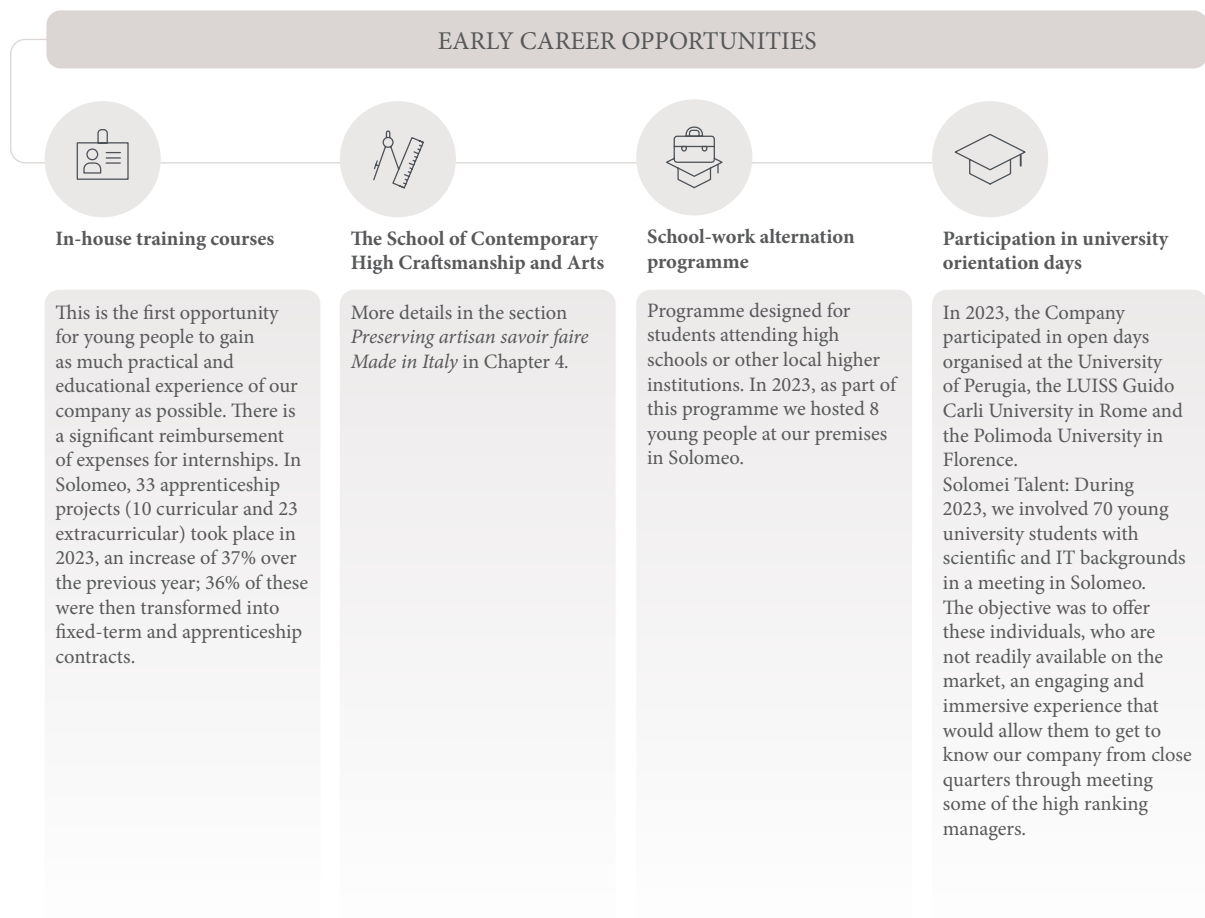 EARLY CAREER OPPORTUNITIES
In-house training courses
This is the first opportunity
for young people to gain
as much practical and
educational experience of our
company as possible. There is
a significant reimbursement
of expenses for internships. In
Solomeo, 33 apprenticeship
projects (10 curricular and 23
extracurricular) took place in
2023, an increase of 37% over
the previous year; 36% of these
were then transformed into
fixed-term and apprenticeship
contracts.
The School of Contemporary
High Craftsmanship and Arts
More details in the section
Preserving artisan savoir faire
Made in Italy in Chapter 4.
School-work alternation
programme
Programme designed for
students attending high
schools or other local higher
institutions. In 2023, as part of
this programme we hosted 8
young people at our premises
in Solomeo.
Participation in university
orientation days
In 2023, the Company
participated in open days
organised at the University
of Perugia, the LUISS Guido
Carli University in Rome and
the Polimoda University in
Florence.
Solomei Talent: During
2023, we involved 70 young
university students with
scientific and IT backgrounds
in a meeting in Solomeo.
The objective was to offer
these individuals, who are
not readily available on the
market, an engaging and
immersive experience that
would allow them to get to
know our company from close
quarters through meeting
some of the high ranking
managers.